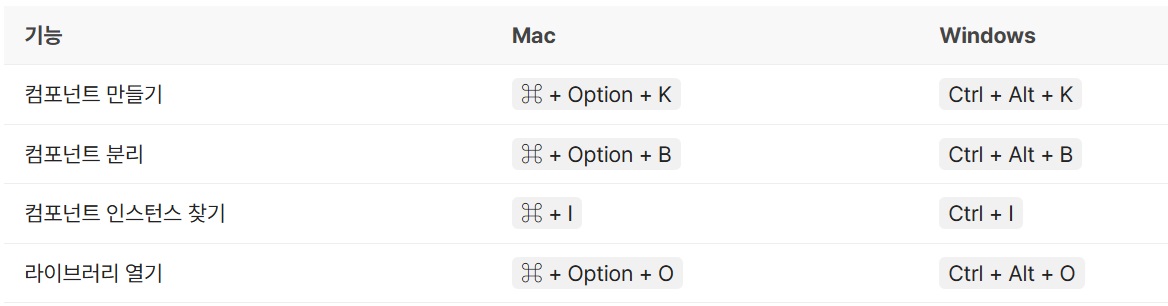 기능 Mac Windows
컴포넌트 만들기 ⌘ + Option + K Ctrl + Alt + K
컴포넌트 분리 ⌘ + Option + B Ctrl + Alt + B
컴포넌트 인스턴스 찾기 ⌘ + I Ctrl + I
라이브러리 열기 ⌘ + Option + O Ctrl + Alt + O